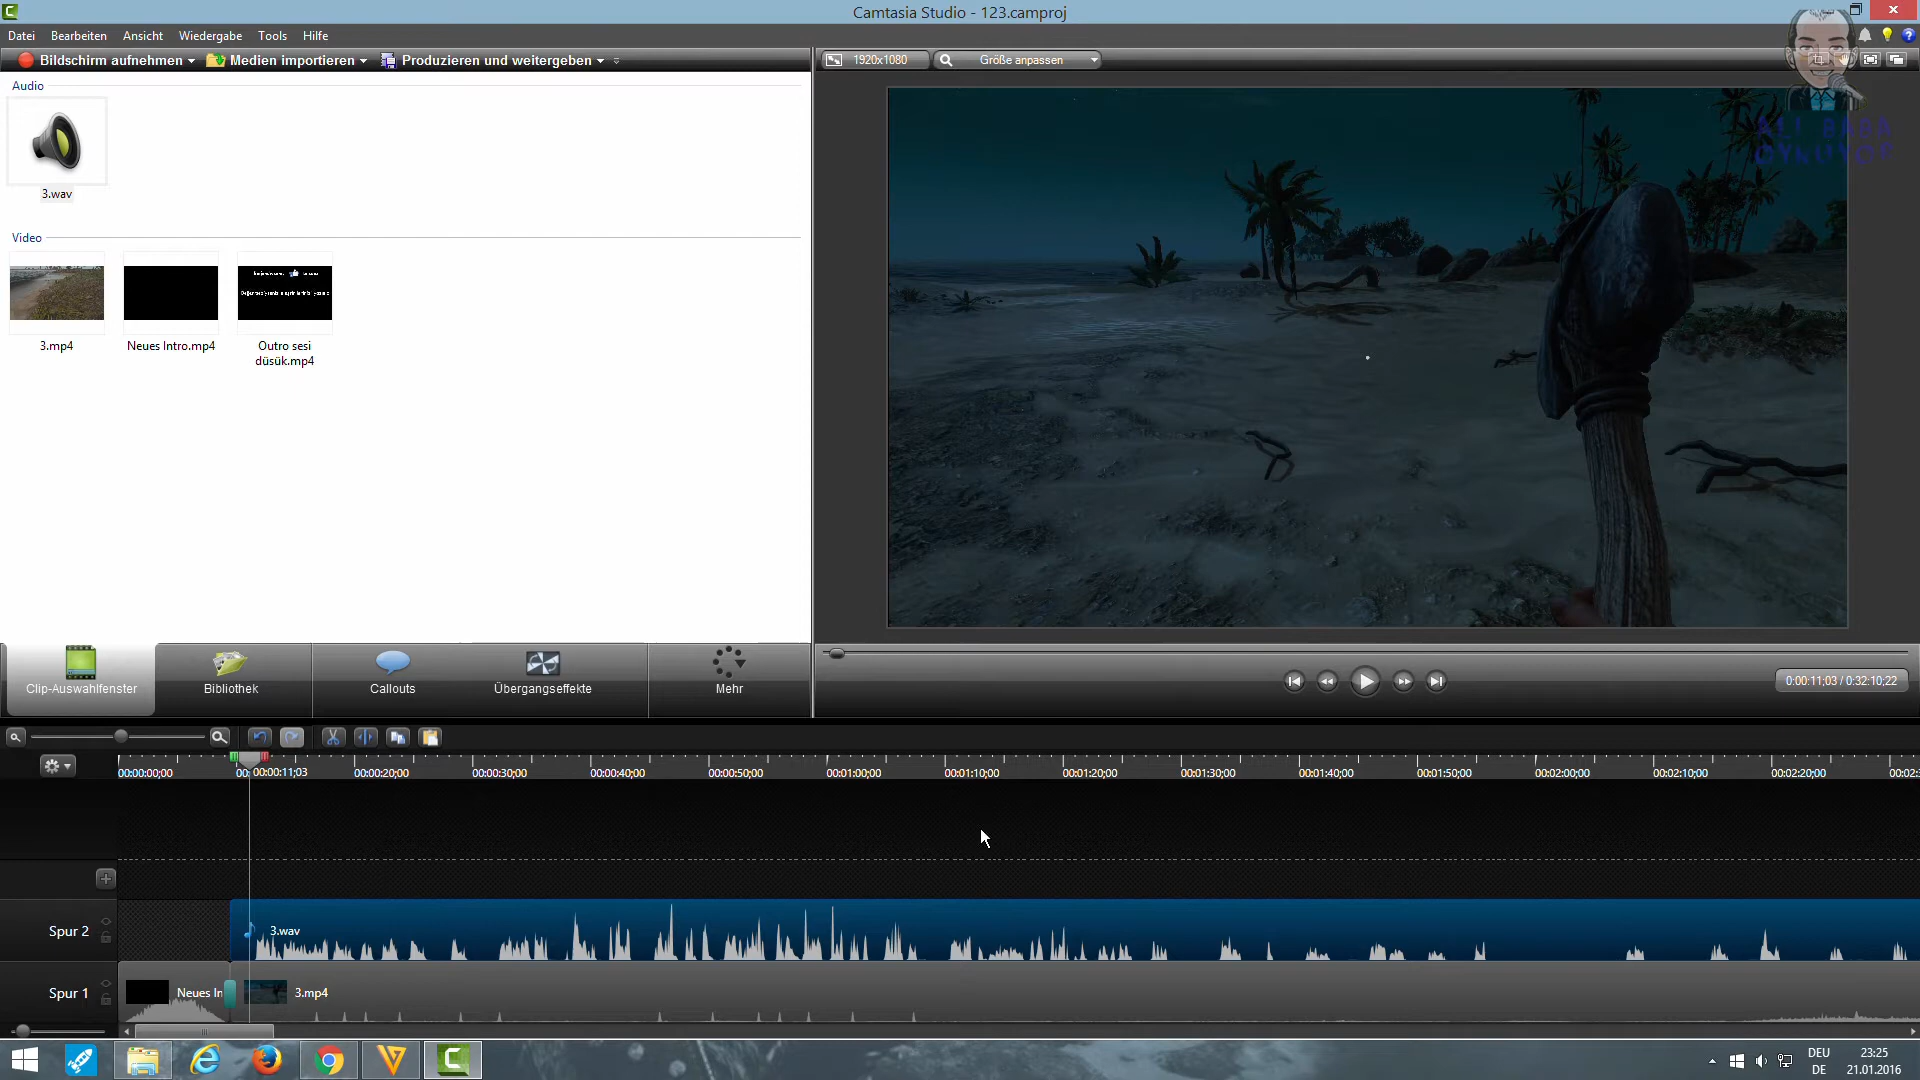 Camtasia Studio - 123.camproj
Datei Bearbeiten Ansicht Wiedergabe Tools Hilfe
Bildschirm aufnehmen Medien importieren Produzieren und weitergeben
1920x1080 Größe anpassen
ALI BABA
OYNUYOR
Audio
3.wav
Video
3.mp4 Neues Intro.mp4 Outro sesi
düsük.mp4
Clip-Auswahlfenster Bibliothek Callouts Übergangseffekte Mehr
0:00:11;03 / 0:32:10;22
00:00:00;00 00: 00:00:11;03 00:00:20;00 00:00:30;00 00:00:40;00 00:00:50;00 00:01:00;00 00:01:10;00 00:01:20;00 00:01:30;00 00:01:40;00 00:01:50;00 00:02:00;00 00:02:10;00 00:02:20;00 00:02:
Spur 2 3.wav
Spur 1 Neues In 3.mp4
DEU 23:25
DE 21.01.2016